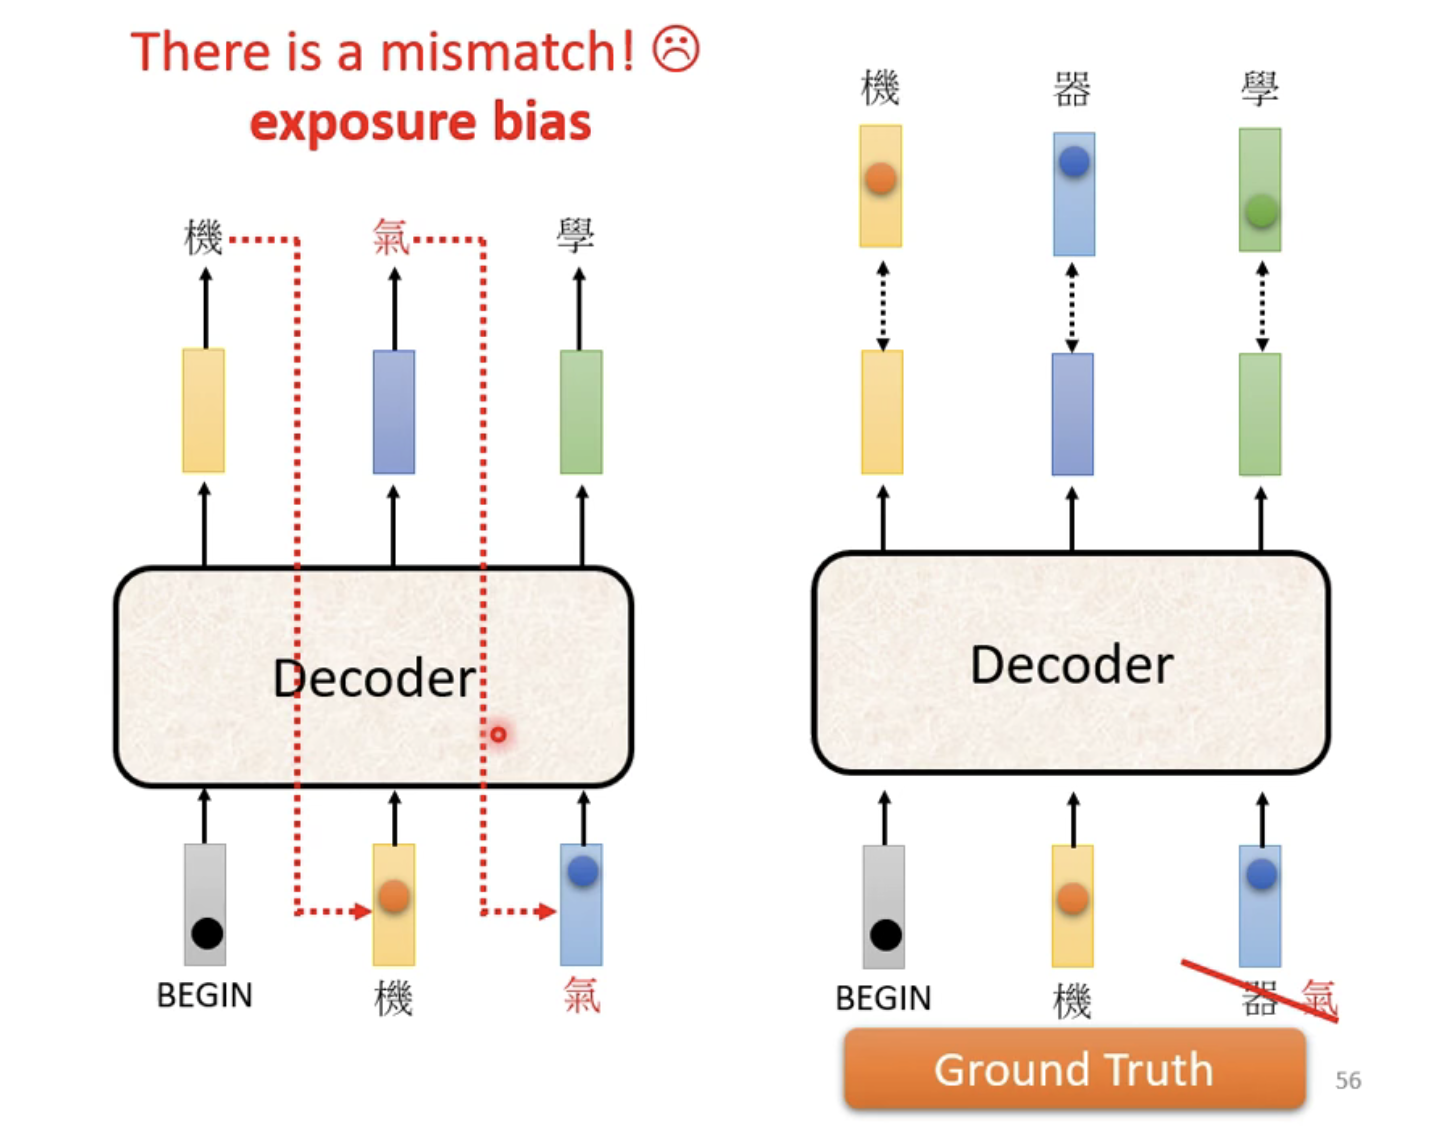 There is a mismatch! ☹
exposure bias
機 氣 學
Decoder
BEGIN 機 氣
機 器 學
Decoder
BEGIN 機 器 氣
Ground Truth
56